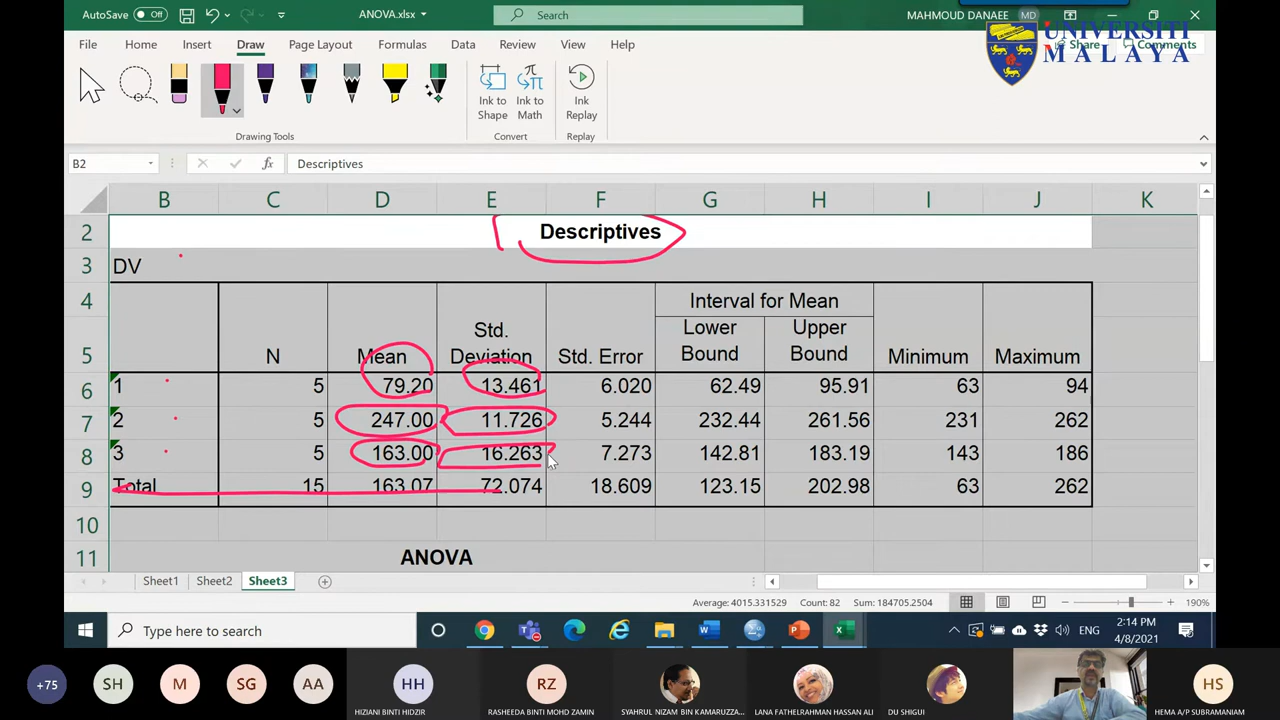 AutoSave Off ANOVA.xlsx Search MAHMOUD DANAEE MD
UNIVERSITI
MALAYA
File Home Insert Draw Page Layout Formulas Data Review View Help Share Comments
Ink to Shape Ink to Math Ink Replay
Drawing Tools Convert Replay
B2 fx Descriptives
B C D E F G H I J K
2 Descriptives
3 DV
4 Interval for Mean
5 N Mean Std. Deviation Std. Error Lower Bound Upper Bound Minimum Maximum
6 1 5 79.20 13.461 6.020 62.49 95.91 63 94
7 2 5 247.00 11.726 5.244 232.44 261.56 231 262
8 3 5 163.00 16.263 7.273 142.81 183.19 143 186
9 Total 15 163.07 72.074 18.609 123.15 202.98 63 262
10
11 ANOVA
Sheet1 Sheet2 Sheet3
Average: 4015.331529 Count: 82 Sum: 184705.2504 190%
Type here to search ENG 2:14 PM
4/8/2021
+75 SH M SG AA HH RZ HS
HIZIANI BINTI HIDZIR RASHEEDA BINTI MOHD ZAMIN SYAHRUL NIZAM BIN KAMARUZZA... LANA FATHELRAHMAN HASSAN ALI DU SHIGUI HEMA A/P SUBRAMANIAM